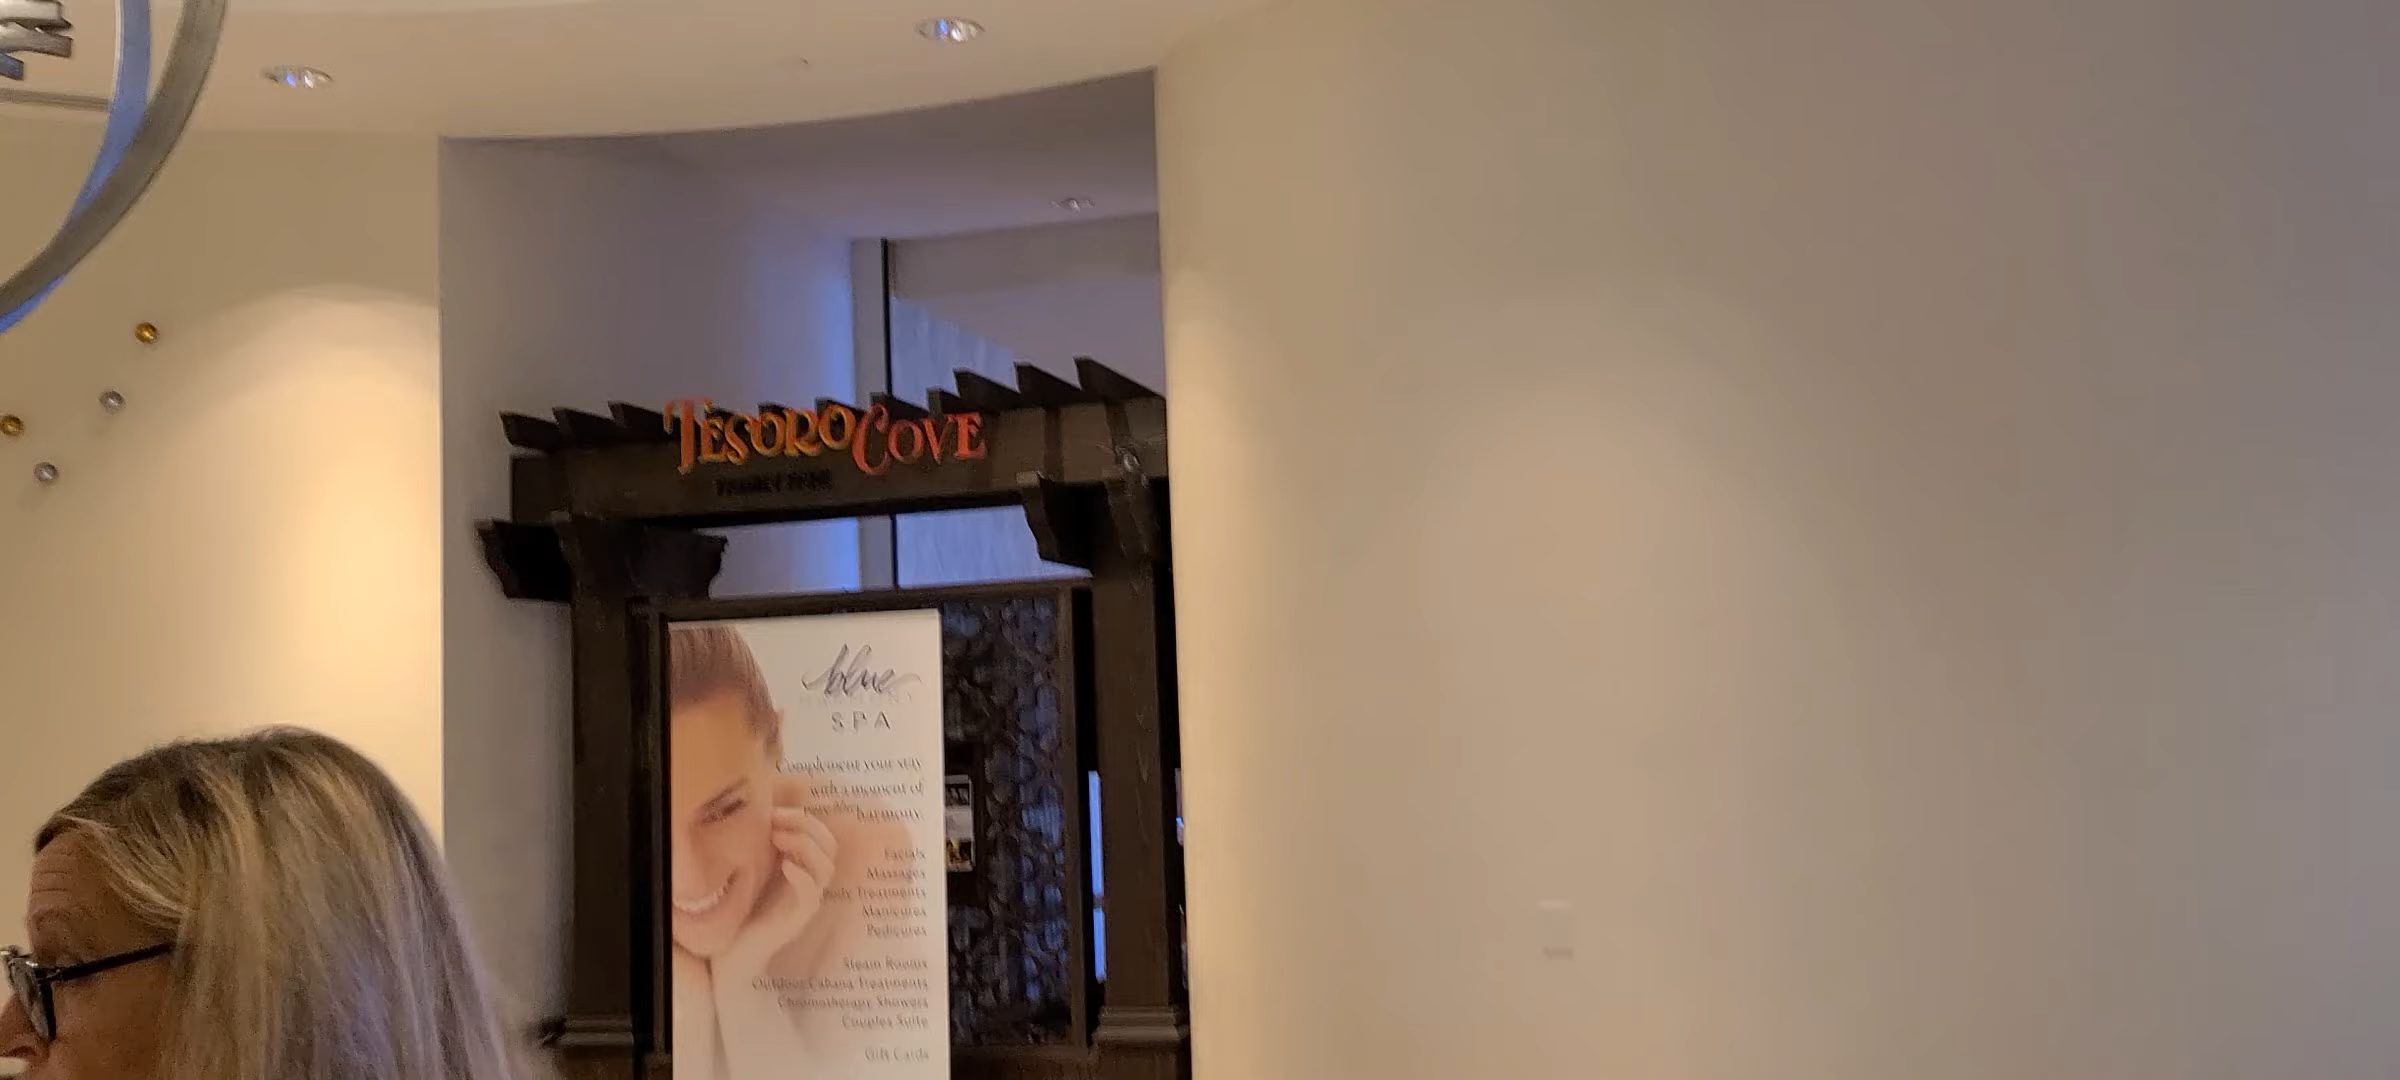 TESORO COVE
blue
HARMONY
SPA
Complement your stay
with a moment of
harmony.
Facials
Massages
Body Treatments
Manicures
Pedicures
Steam Rooms
Outdoor Cabana Treatments
Chromotherapy Showers
Couples Suite
Gift Cards